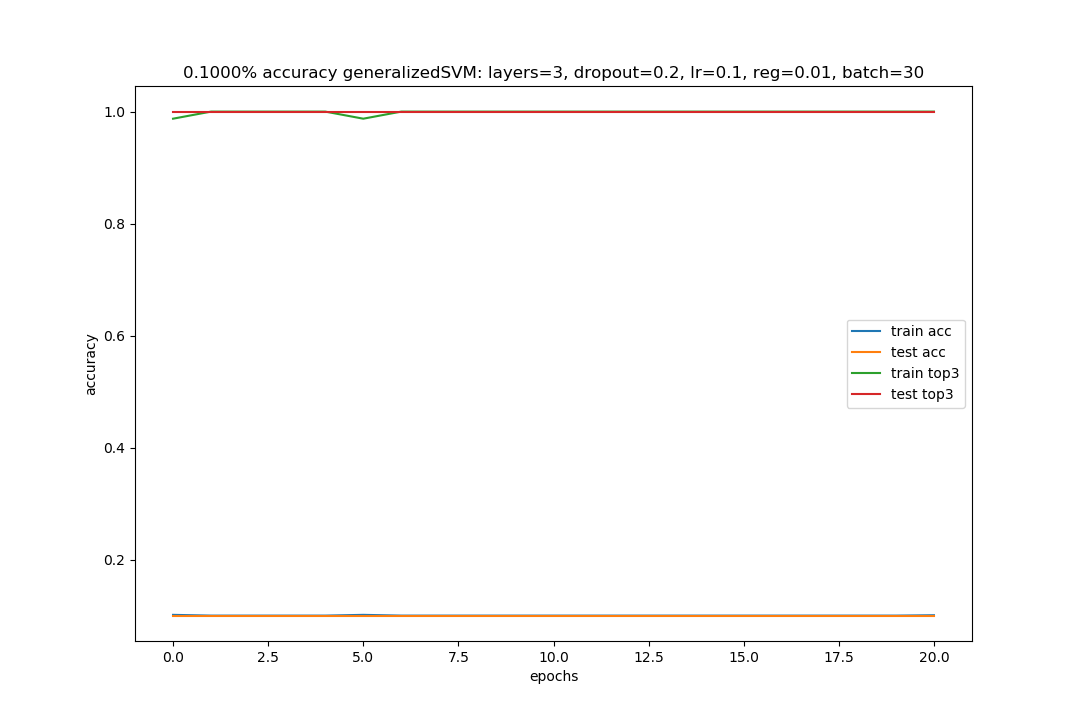 0.1000% accuracy generalizedSVM: layers=3, dropout=0.2, lr=0.1, reg=0.01, batch=30
1.0
0.8
0.6
0.4
0.2
accuracy
train acc
test acc
train top3
test top3
0.0 2.5 5.0 7.5 10.0 12.5 15.0 17.5 20.0
epochs